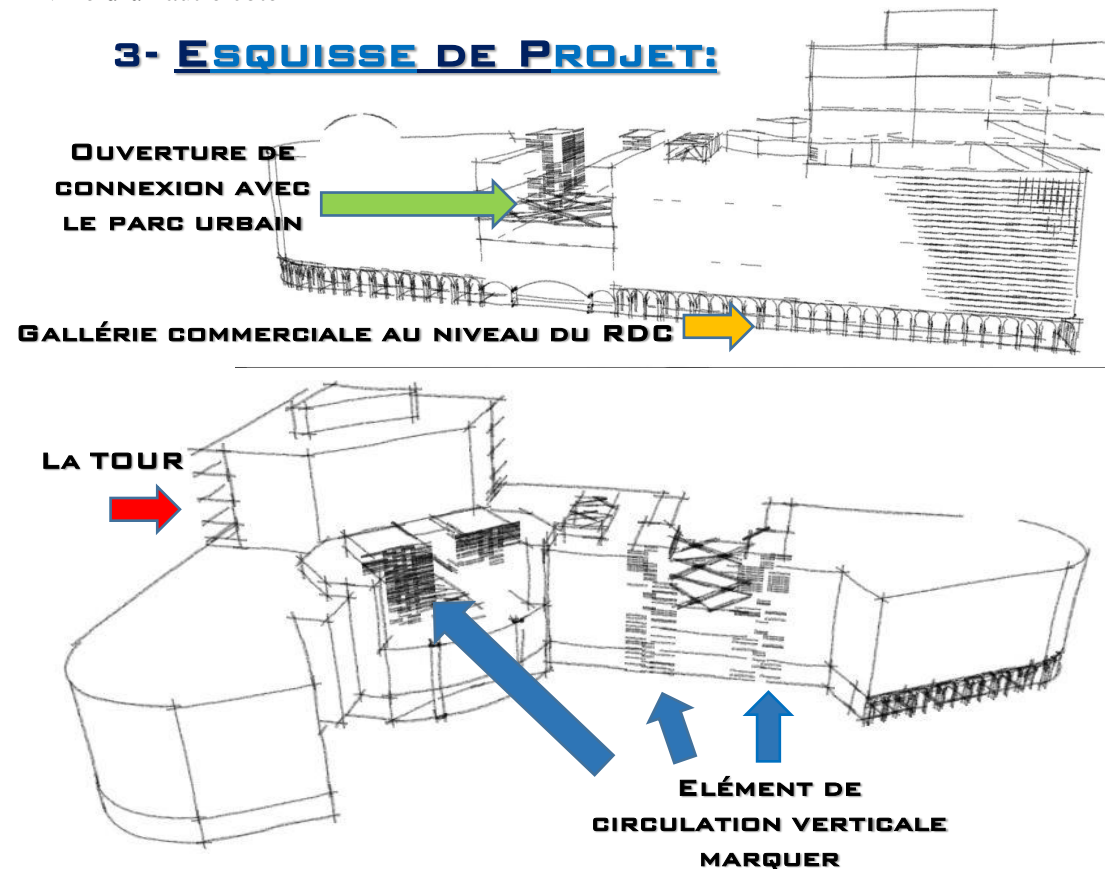 3- Esquisse de Projet:
Ouverture de
connexion avec
le parc urbain
Gallérie commerciale au niveau du RDC
La TOUR
Elément de
circulation verticale
marquer